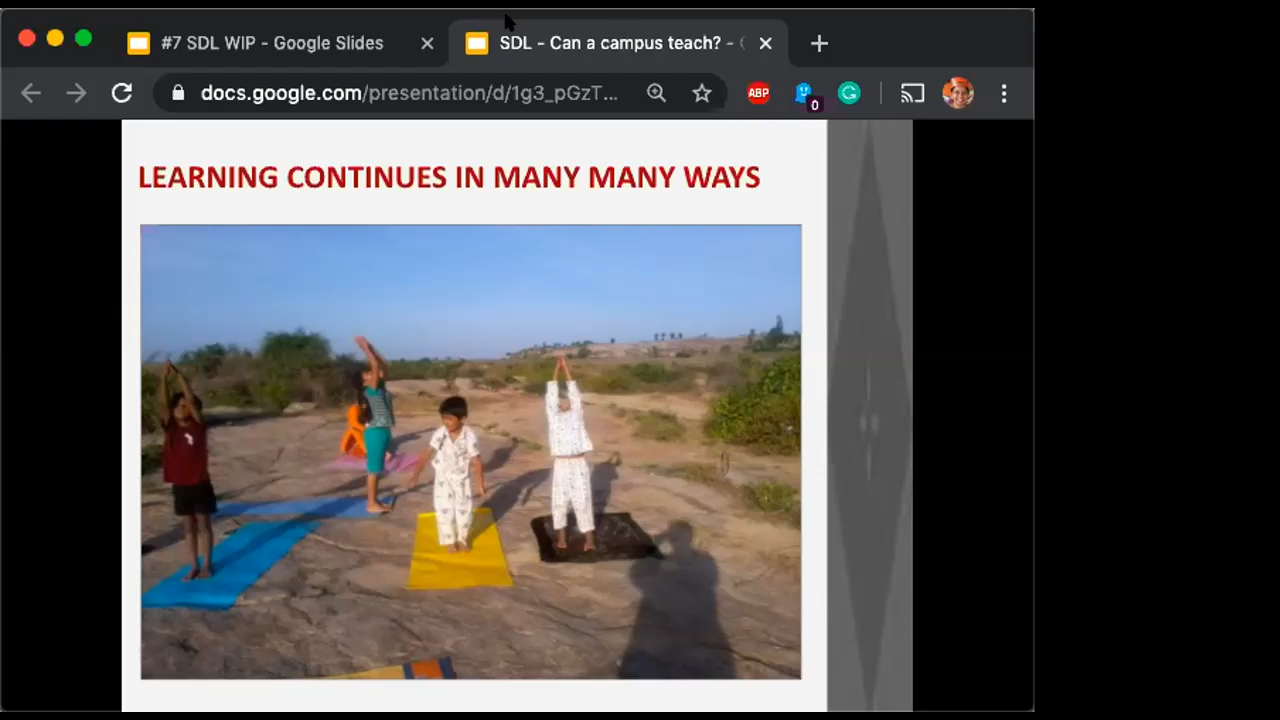 #7 SDL WIP - Google Slides
SDL - Can a campus teach? -
docs.google.com/presentation/d/1g3_pGzT...
ABP
0
LEARNING CONTINUES IN MANY MANY WAYS